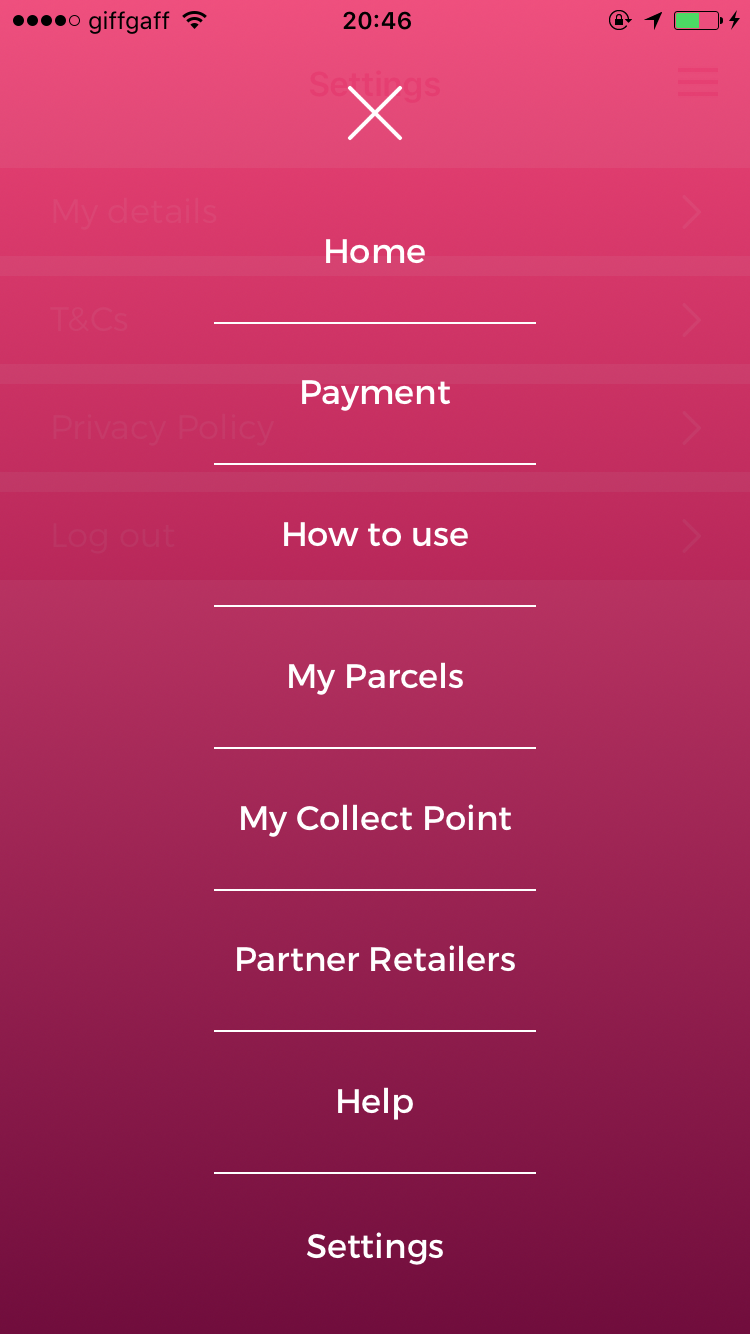 giffgaff 20:46
Settings
My details
Home
T&Cs
Payment
Privacy Policy
How to use
Log out
My Parcels
My Collect Point
Partner Retailers
Help
Settings